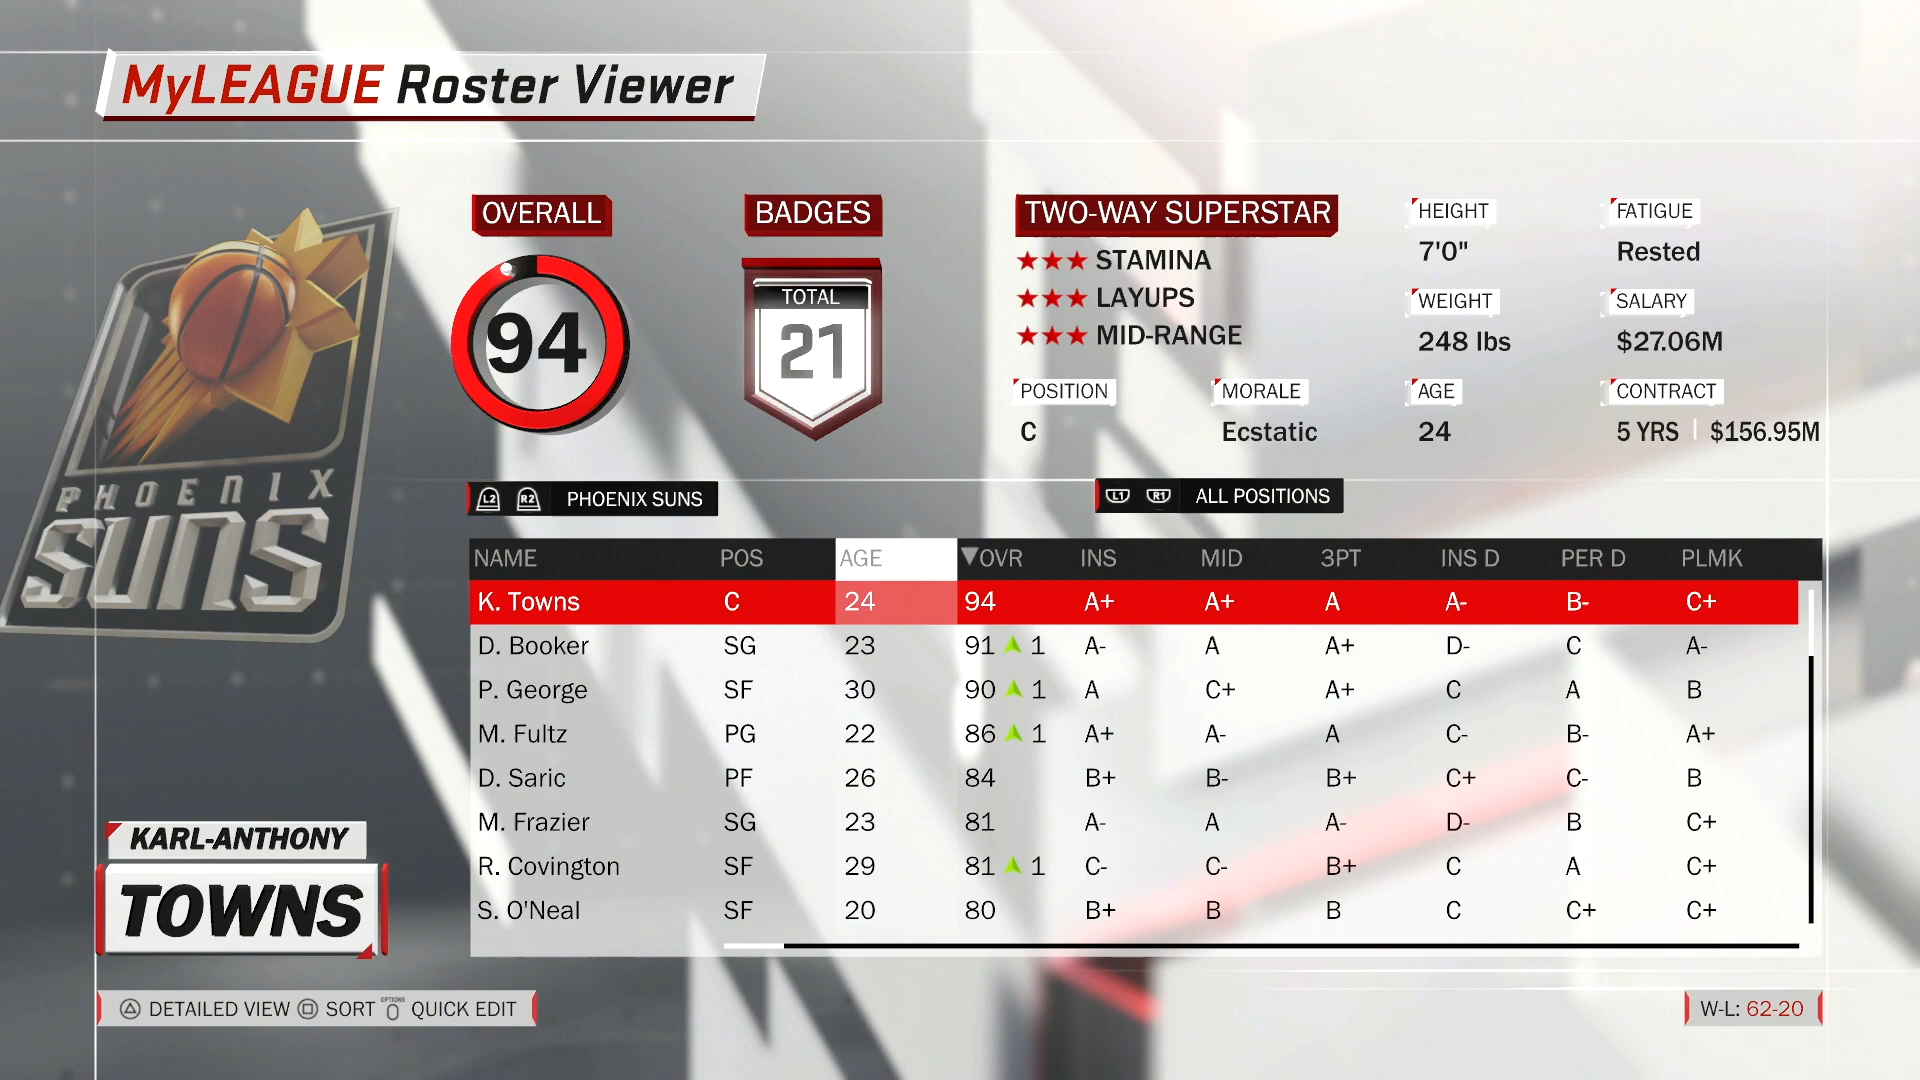 MyLEAGUE Roster Viewer
OVERALL
94
BADGES
TOTAL
21
TWO-WAY SUPERSTAR
★★★ STAMINA
★★★ LAYUPS
★★★ MID-RANGE
POSITION
C
MORALE
Ecstatic
HEIGHT
7'0"
WEIGHT
248 lbs
AGE
24
FATIGUE
Rested
SALARY
$27.06M
CONTRACT
5 YRS | $156.95M
PHOENIX
SUNS
L2 R2 PHOENIX SUNS
L1 R1 ALL POSITIONS
NAME POS AGE ▼OVR INS MID 3PT INS D PER D PLMK
K. Towns C 24 94 A+ A+ A A- B- C+
D. Booker SG 23 91 ▲ 1 A- A A+ D- C A-
P. George SF 30 90 ▲ 1 A C+ A+ C A B
M. Fultz PG 22 86 ▲ 1 A+ A- A C- B- A+
D. Saric PF 26 84 B+ B- B+ C+ C- B
M. Frazier SG 23 81 A- A A- D- B C+
R. Covington SF 29 81 ▲ 1 C- C- B+ C A C+
S. O'Neal SF 20 80 B+ B B C C+ C+
KARL-ANTHONY
TOWNS
DETAILED VIEW SORT OPTIONS QUICK EDIT
W-L: 62-20